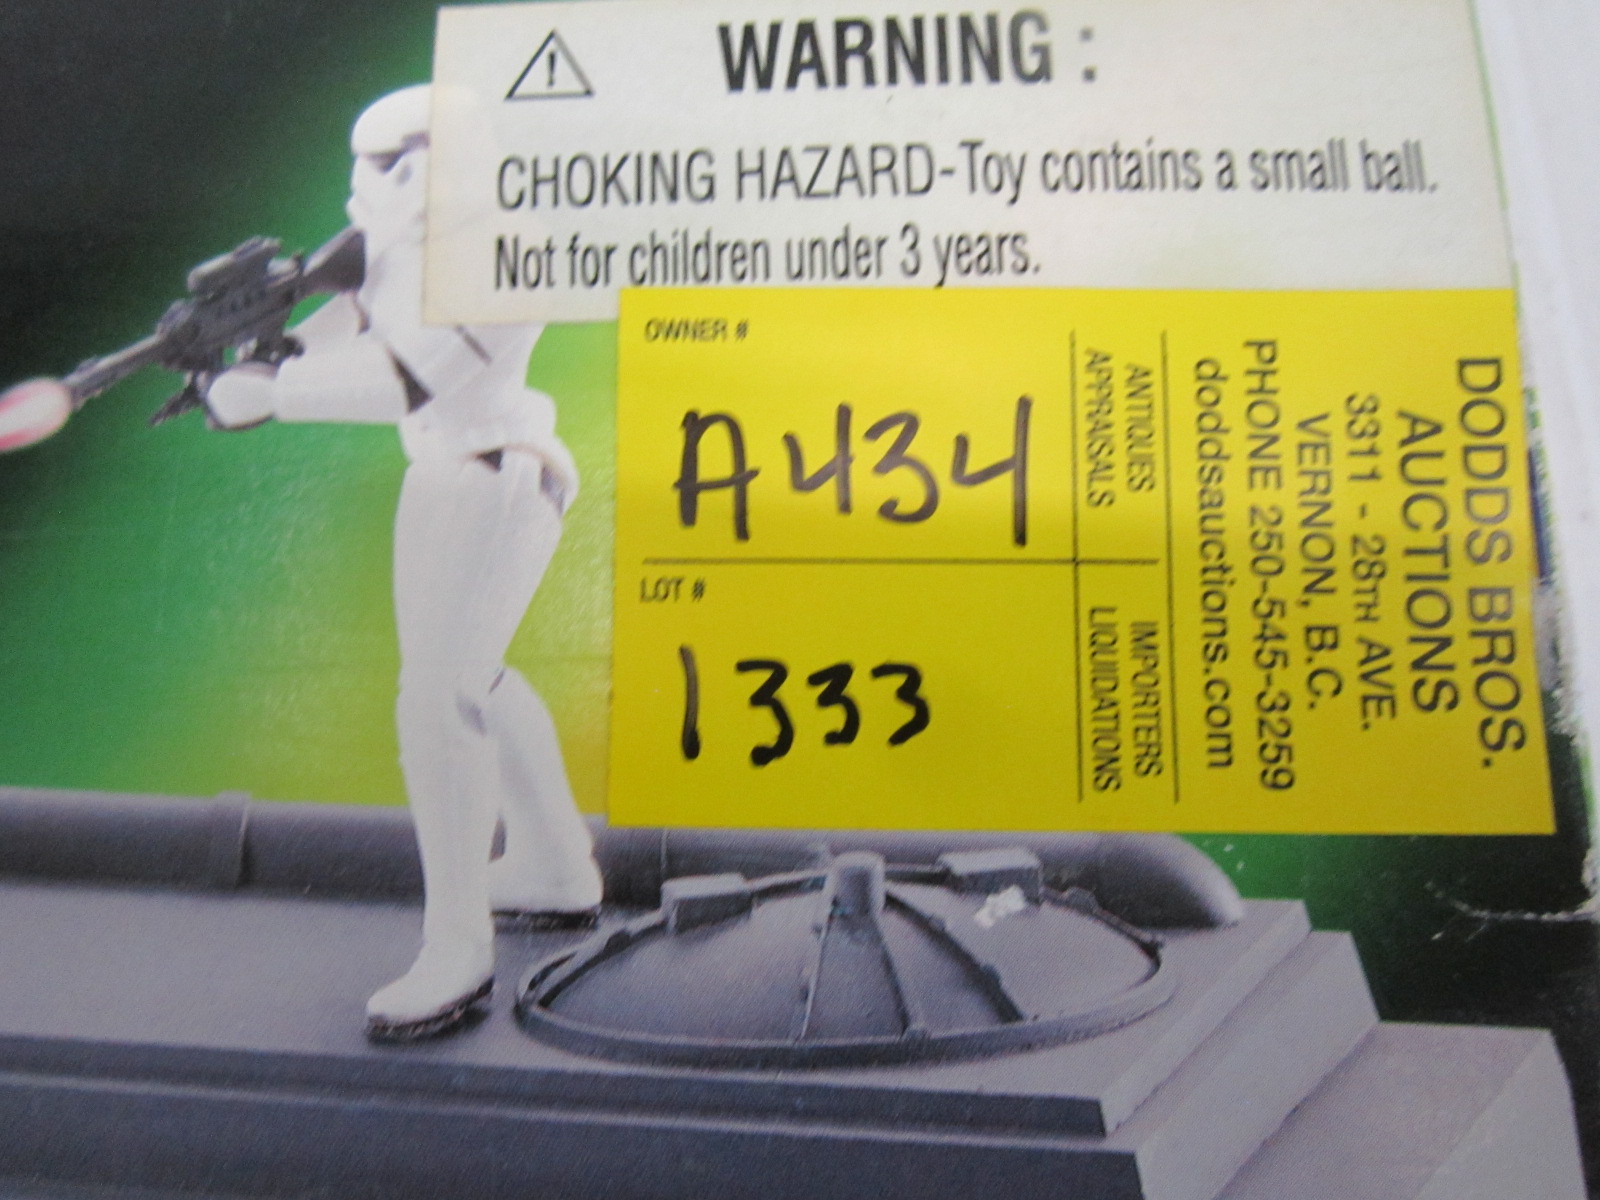 WARNING :
CHOKING HAZARD-Toy contains a small ball.
Not for children under 3 years.
OWNER #
A434
LOT #
1333
ANTIQUES
APPRAISALS
IMPORTERS
LIQUIDATIONS
DODDS BROS.
AUCTIONS
3311 - 28TH AVE.
VERNON, B.C.
PHONE 250-545-3259
doddsauctions.com